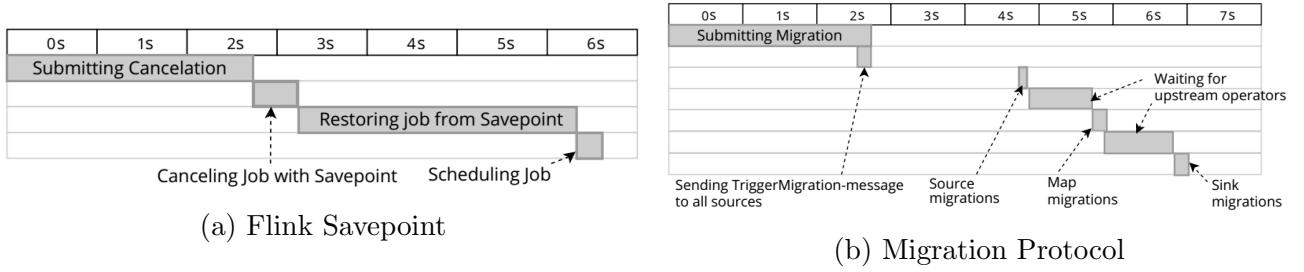 0s 1s 2s 3s 4s 5s 6s
Submitting Cancelation
Restoring job from Savepoint
Canceling Job with Savepoint
Scheduling Job
(a) Flink Savepoint
0s 1s 2s 3s 4s 5s 6s 7s
Submitting Migration
Waiting for
upstream operators
Sending TriggerMigration-message
to all sources
Source
migrations
Map
migrations
Sink
migrations
(b) Migration Protocol